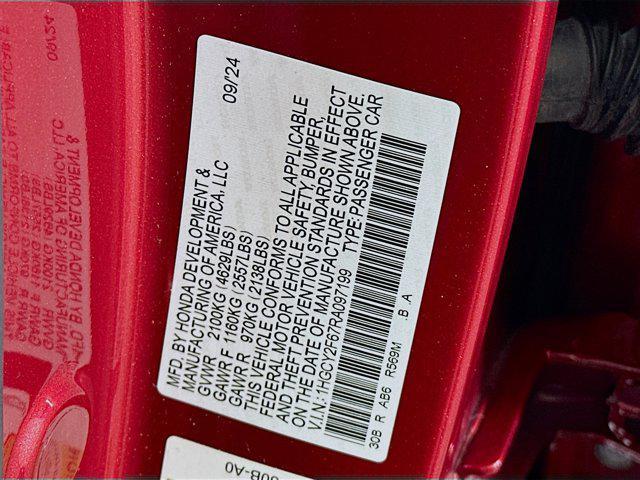 MFD. BY HONDA DEVELOPMENT & 09/24
MANUFACTURING OF AMERICA, LLC
GVWR 2100KG (4629LBS)
GAWR F 1160KG (2557LBS)
GAWR R 970KG (2138LBS)
THIS VEHICLE CONFORMS TO ALL APPLICABLE
FEDERAL MOTOR VEHICLE SAFETY, BUMPER,
AND THEFT PREVENTION STANDARDS IN EFFECT
ON THE DATE OF MANUFACTURE SHOWN ABOVE.
V.I.N.: 1HGCY2F67RA097199 TYPE: PASSENGER CAR
30B R AB6 R569M .B A
30B-A0